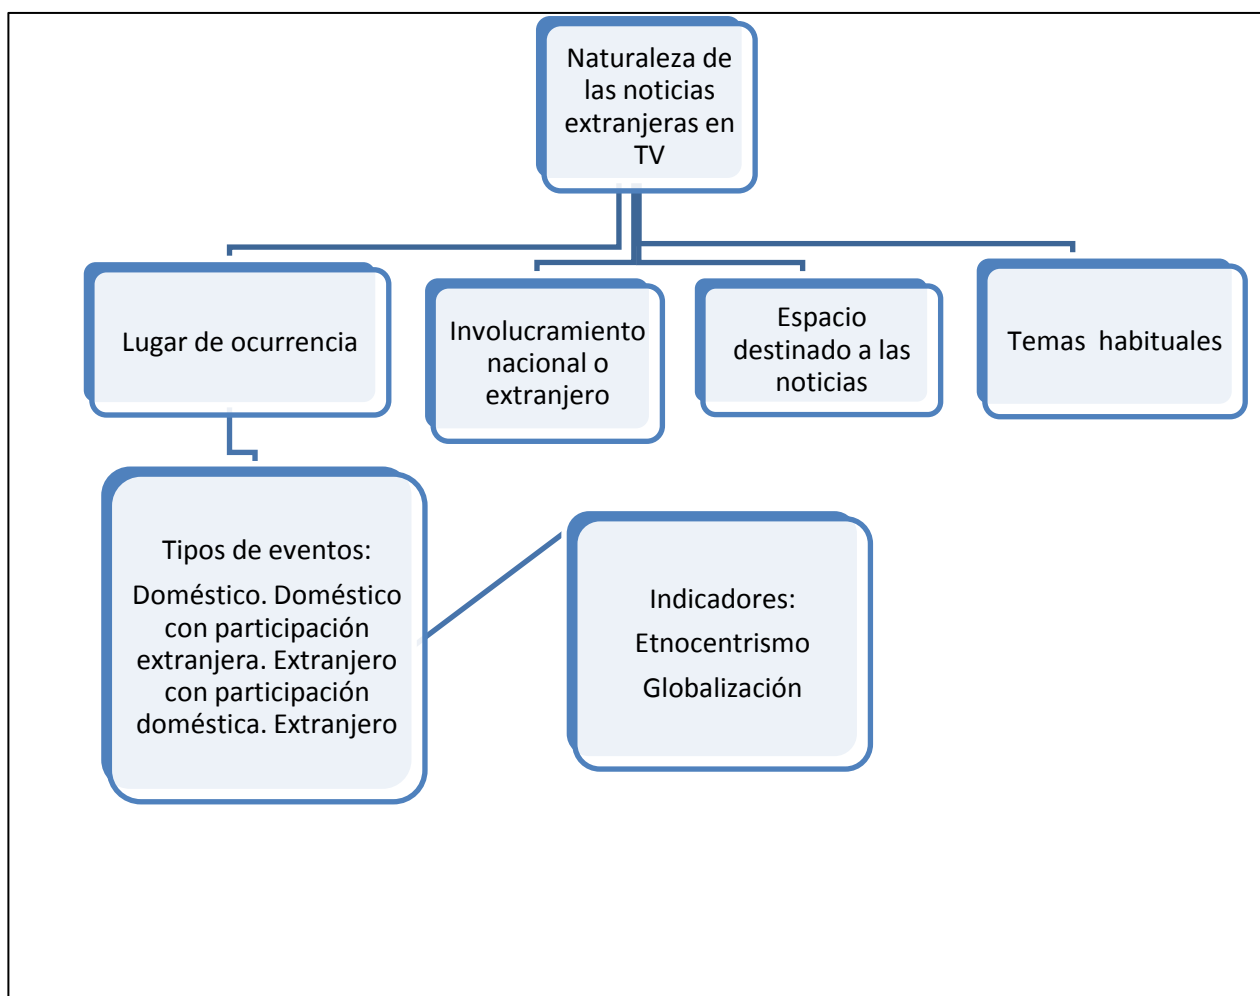 Naturaleza de
las noticias
extranjeras en
TV
Lugar de ocurrencia
Involucramiento
nacional o
extranjero
Espacio
destinado a las
noticias
Temas habituales
Tipos de eventos:
Doméstico. Doméstico
con participación
extranjera. Extranjero
con participación
doméstica. Extranjero
Indicadores:
Etnocentrismo
Globalización